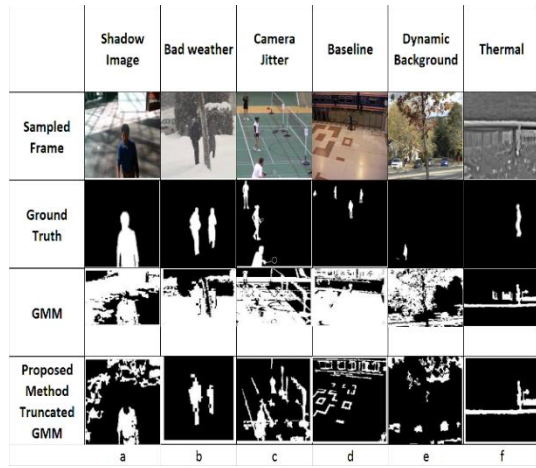 Shadow
Image
Bad weather
Camera
Jitter
Baseline
Dynamic
Background
Thermal
Sampled
Frame
Ground
Truth
GMM
Proposed
Method
Truncated
GMM
a b c d e f